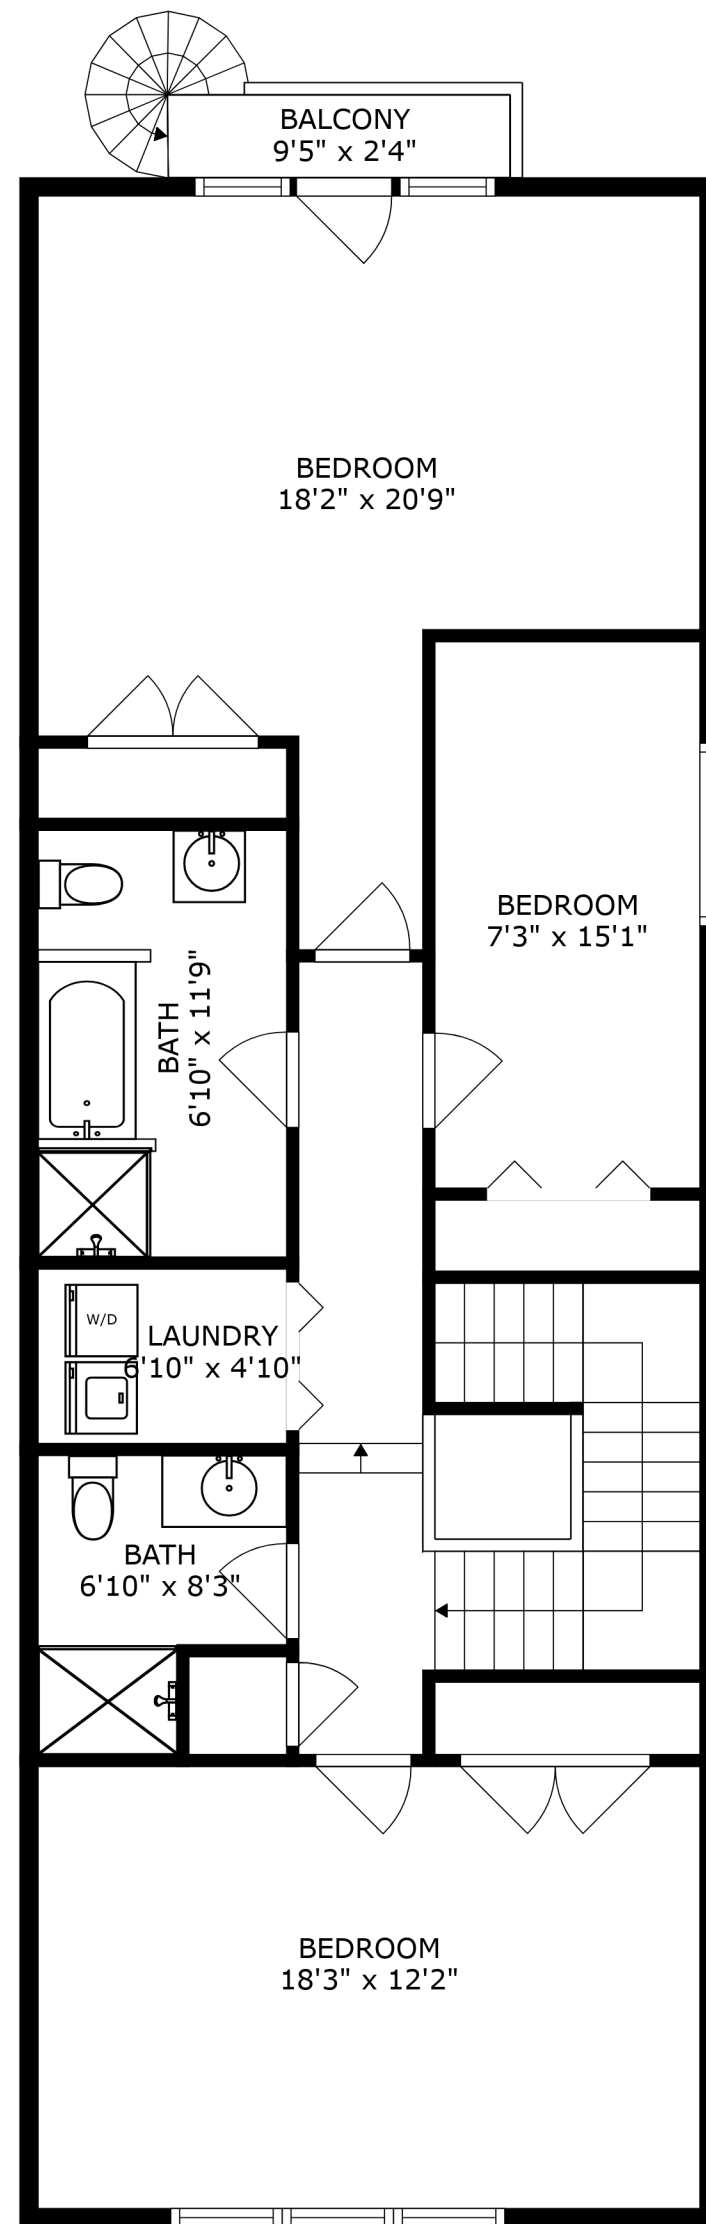 BALCONY
9'5" x 2'4"
BEDROOM
18'2" x 20'9"
BEDROOM
7'3" x 15'1"
BATH
6'10" x 11'9"
W/D
LAUNDRY
6'10" x 4'10"
BATH
6'10" x 8'3"
BEDROOM
18'3" x 12'2"